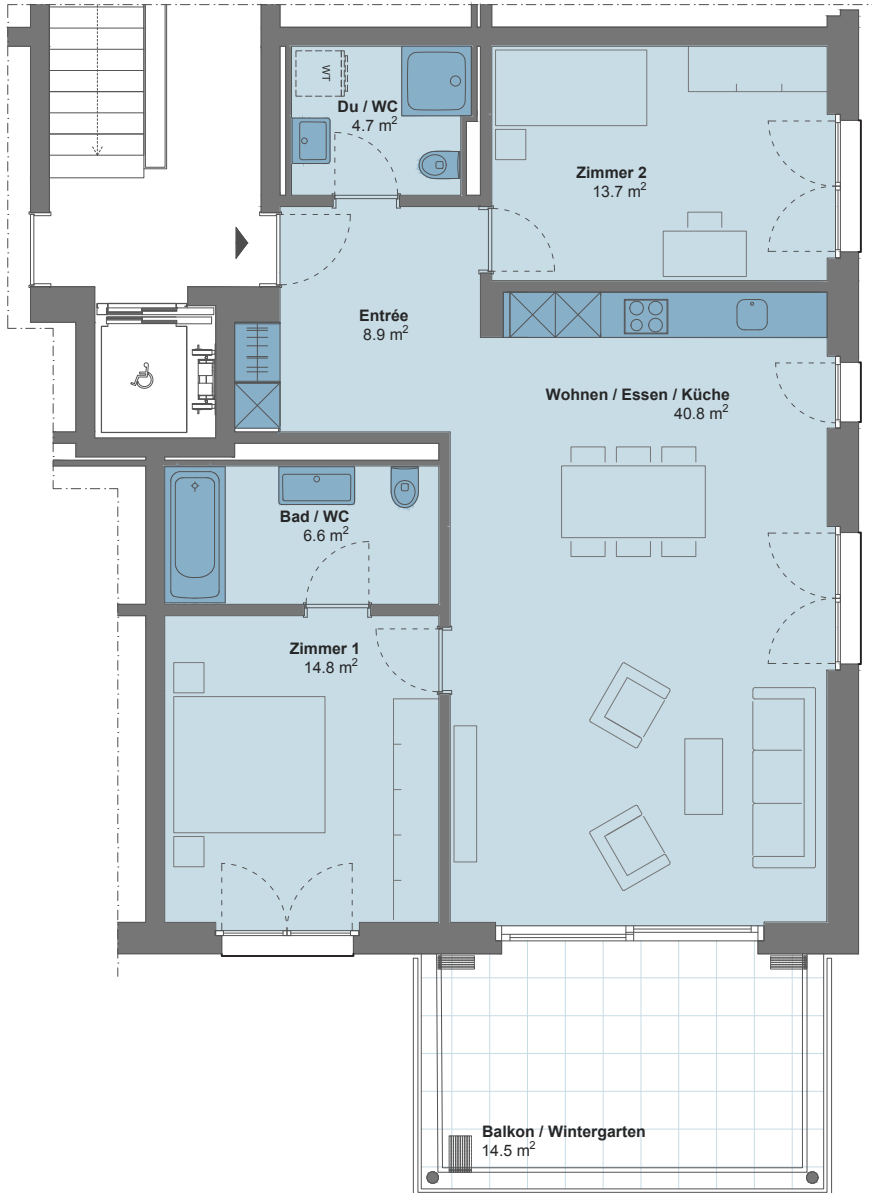 WT
Du / WC
4.7 m²
Zimmer 2
13.7 m²
Entrée
8.9 m²
Wohnen / Essen / Küche
40.8 m²
Bad / WC
6.6 m²
Zimmer 1
14.8 m²
Balkon / Wintergarten
14.5 m²